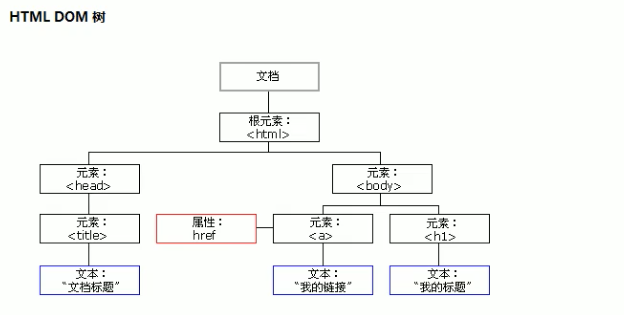 HTML DOM 树
文档
根元素：
<html>
元素：
<head>
元素：
<body>
元素：
<title>
属性：
href
元素：
<a>
元素：
<h1>
文本：
“文档标题”
文本：
“我的链接”
文本：
“我的标题”